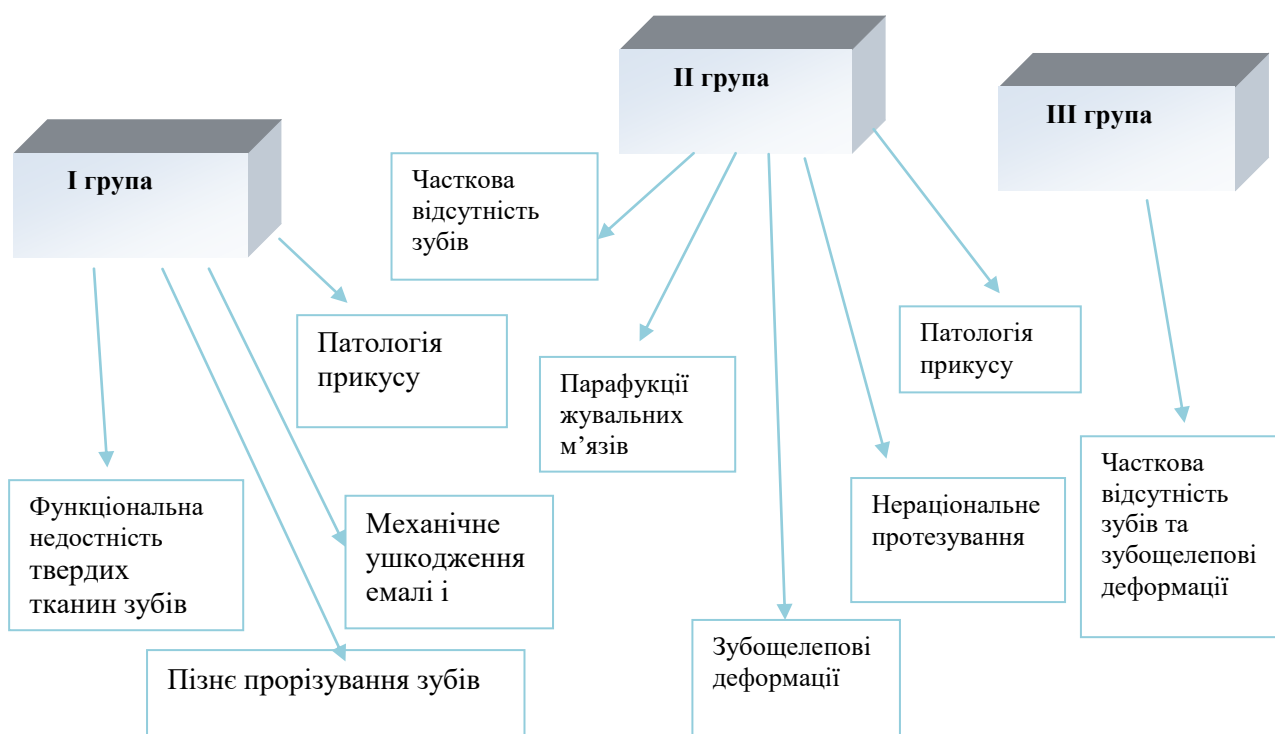 I група
II група
III група
Часткова
відсутність
зубів
Патологія
прикусу
Парафукції
жувальних
м’язів
Патологія
прикусу
Функціональна
недостність
твердих
тканин зубів
Механічне
ушкодження
емалі і
Нераціональне
протезування
Часткова
відсутність
зубів та
зубощелепові
деформації
Пізнє прорізування зубів
Зубощелепові
деформації